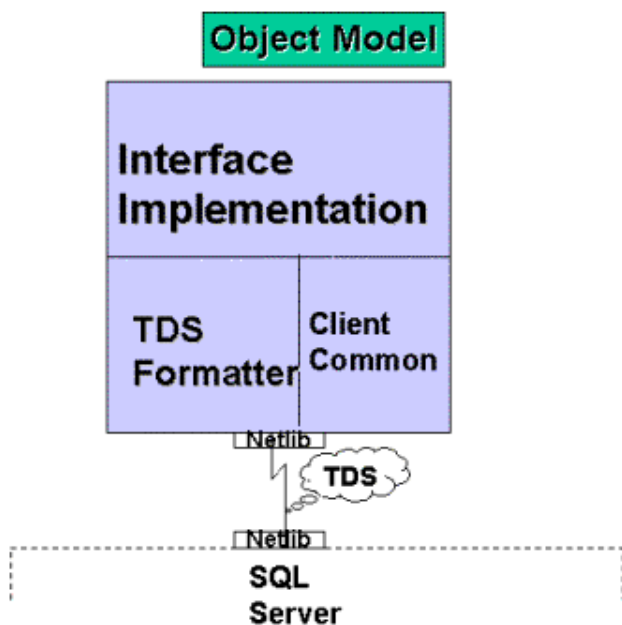 Object Model
Interface
Implementation
TDS
Formatter
Client
Common
Netlib
TDS
Netlib
SQL
Server